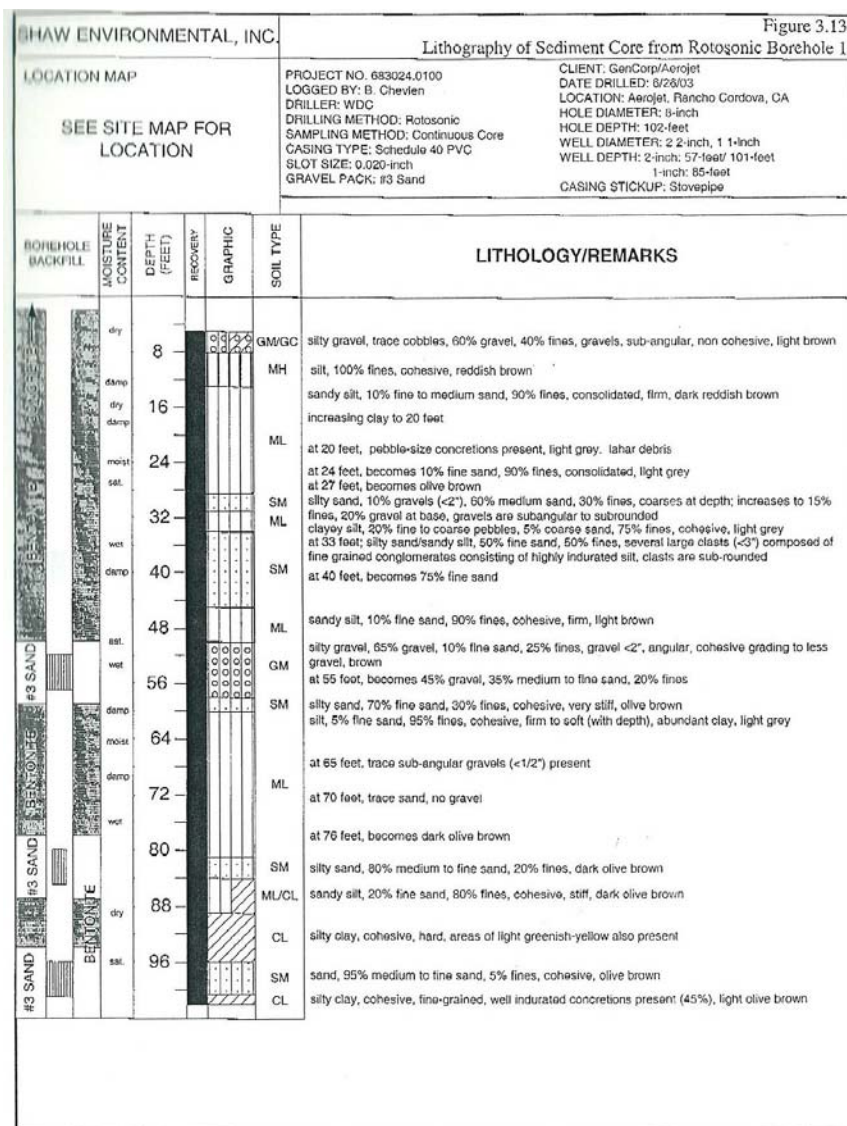 SHAW ENVIRONMENTAL, INC.
Figure 3.13
Lithography of Sediment Core from Rotosonic Borehole 1
LOCATION MAP
SEE SITE MAP FOR
LOCATION
PROJECT NO. 683024.0100
LOGGED BY: B. Chevlen
DRILLER: WDC
DRILLING METHOD: Rotosonic
SAMPLING METHOD: Continuous Core
CASING TYPE: Schedule 40 PVC
SLOT SIZE: 0.020-inch
GRAVEL PACK: #3 Sand
CLIENT: GenCorp/Aerojet
DATE DRILLED: 6/26/03
LOCATION: Aerojet, Rancho Cordova, CA
HOLE DIAMETER: 8-inch
HOLE DEPTH: 102-feet
WELL DIAMETER: 2 2-inch, 1 1-inch
WELL DEPTH: 2-inch: 57-feet/ 101-feet
1-inch: 85-feet
CASING STICKUP: Stovepipe
BOREHOLE
BACKFILL
MOISTURE
CONTENT
DEPTH
(FEET)
RECOVERY
GRAPHIC
SOIL TYPE
LITHOLOGY/REMARKS
dry
8
GM/GC
silty gravel, trace cobbles, 60% gravel, 40% fines, gravels, sub-angular, non cohesive, light brown
MH
silt, 100% fines, cohesive, reddish brown
damp
sandy silt, 10% fine to medium sand, 90% fines, consolidated, firm, dark reddish brown
dry
16
increasing clay to 20 feet
damp
ML
at 20 feet, pebble-size concretions present, light grey. lahar debris
moist
24
at 24 feet, becomes 10% fine sand, 90% fines, consolidated, light grey
sat.
at 27 feet, becomes olive brown
SM
silty sand, 10% gravels (<2"), 60% medium sand, 30% fines, coarses at depth; increases to 15%
32
ML
fines, 20% gravel at base, gravels are subangular to subrounded
clayey silt, 20% fine to coarse pebbles, 5% coarse sand, 75% fines, cohesive, light grey
wet
at 33 feet; silty sand/sandy silt, 50% fine sand, 50% fines, several large clasts (<3") composed of
fine grained conglomerates consisting of highly indurated silt, clasts are sub-rounded
damp
40
SM
at 40 feet, becomes 75% fine sand
48
ML
sandy silt, 10% fine sand, 90% fines, cohesive, firm, light brown
sat.
silty gravel, 65% gravel, 10% fine sand, 25% fines, gravel <2", angular, cohesive grading to less
gravel, brown
#3 SAND
wet
GM
56
at 55 foot, becomes 45% gravel, 35% medium to fine sand, 20% fines
damp
SM
silty sand, 70% fine sand, 30% fines, cohesive, very stiff, olive brown
silt, 5% fine sand, 95% fines, cohesive, firm to soft (with depth), abundant clay, light grey
BENTONITE
moist
64
at 65 feet, trace sub-angular gravels (<1/2") present
damp
ML
72
at 70 feet, trace sand, no gravel
wet
at 76 feet, becomes dark olive brown
80
#3 SAND
SM
silty sand, 80% medium to fine sand, 20% fines, dark olive brown
ML/CL
sandy silt, 20% fine sand, 80% fines, cohesive, stiff, dark olive brown
BENTONITE
dry
88
CL
silty clay, cohesive, hard, areas of light greenish-yellow also present
sat.
96
#3 SAND
SM
sand, 95% medium to fine sand, 5% fines, cohesive, olive brown
CL
silty clay, cohesive, fine-grained, well indurated concretions present (45%), light olive brown